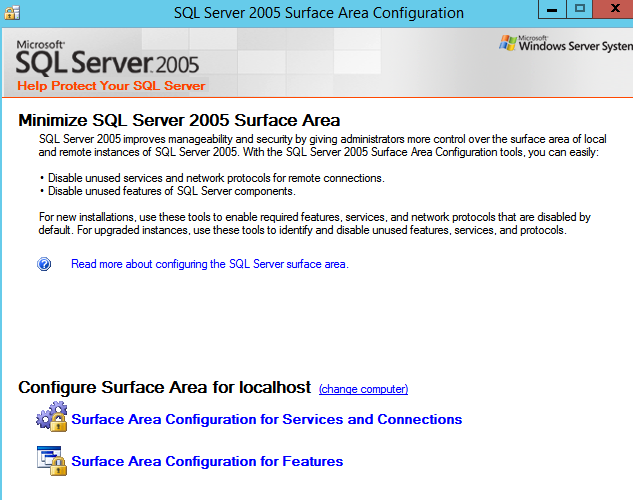 SQL Server 2005 Surface Area Configuration
Microsoft
SQL Server 2005
Help Protect Your SQL Server
Microsoft
Windows Server System
Minimize SQL Server 2005 Surface Area
SQL Server 2005 improves manageability and security by giving administrators more control over the surface area of local
and remote instances of SQL Server 2005. With the SQL Server 2005 Surface Area Configuration tools, you can easily:
• Disable unused services and network protocols for remote connections.
• Disable unused features of SQL Server components.
For new installations, use these tools to enable required features, services, and network protocols that are disabled by
default. For upgraded instances, use these tools to identify and disable unused features, services, and protocols.
Read more about configuring the SQL Server surface area.
Configure Surface Area for localhost (change computer)
Surface Area Configuration for Services and Connections
Surface Area Configuration for Features